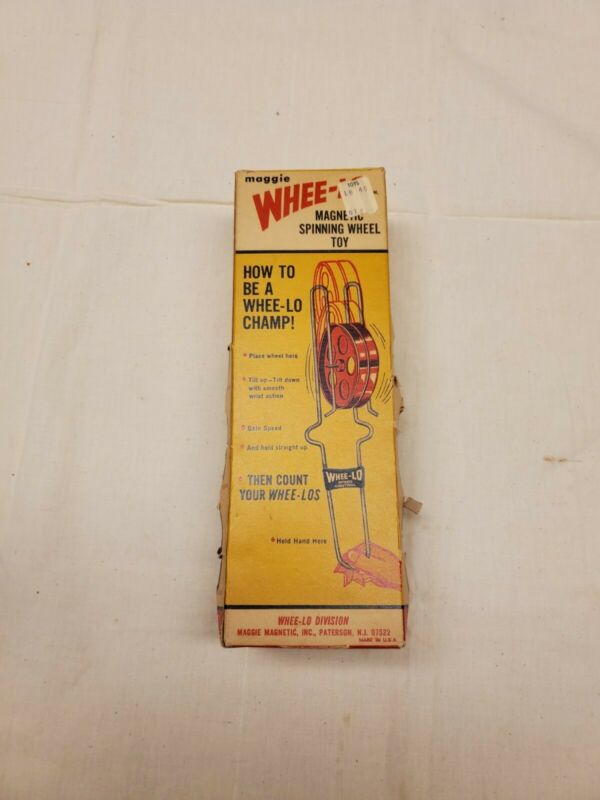 maggie
WHEE-LO
TOYS
MAGNETIC
SPINNING WHEEL
TOY
HOW TO
BE A
WHEE-LO
CHAMP!
Place wheel here
Tilt up—Tilt down
with smooth
wrist action
Gain Speed
And hold straight up
THEN COUNT
YOUR WHEE-LOS
WHEE-LO
Hold Hand Here
WHEE-LO DIVISION
MAGGIE MAGNETIC, INC., PATERSON, N.J. 07522
MADE IN U.S.A.